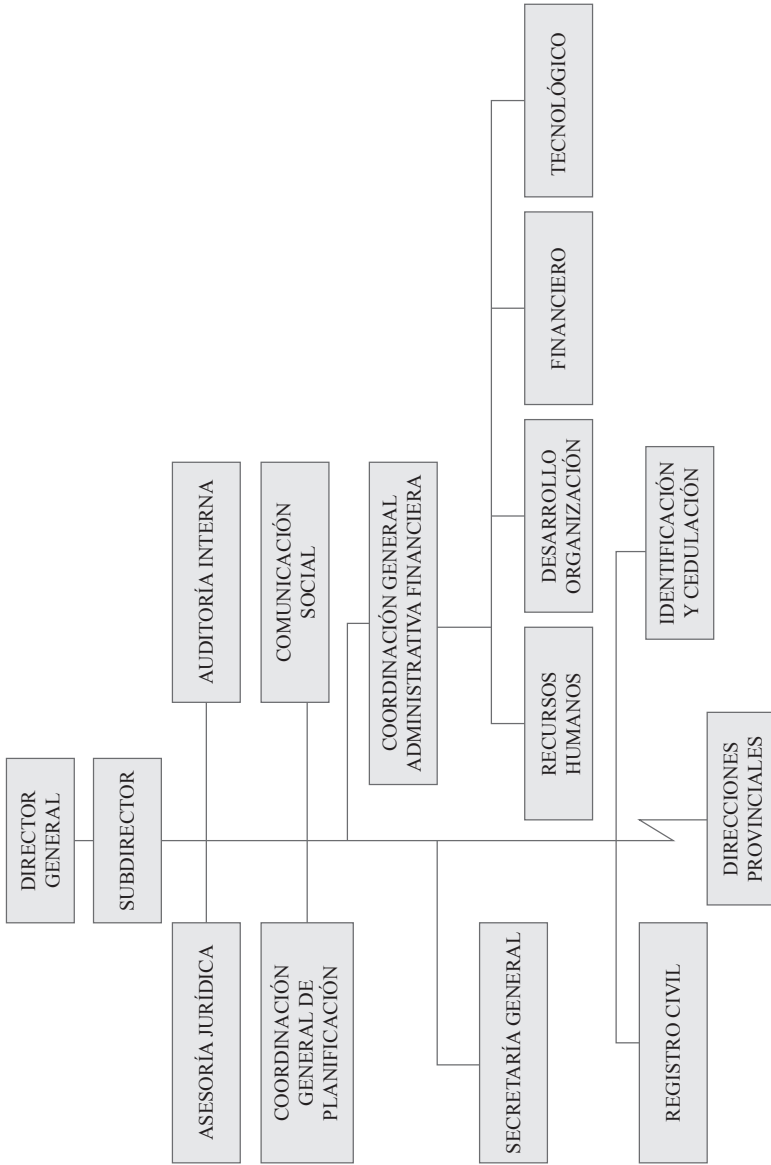 DIRECTOR
GENERAL
SUBDIRECTOR
ASESORÍA JURÍDICA
AUDITORÍA INTERNA
COORDINACIÓN
GENERAL DE
PLANIFICACIÓN
COMUNICACIÓN
SOCIAL
COORDINACIÓN GENERAL
ADMINISTRATIVA FINANCIERA
SECRETARÍA GENERAL
RECURSOS
HUMANOS
DESARROLLO
ORGANIZACIÓN
FINANCIERO
TECNOLÓGICO
REGISTRO CIVIL
IDENTIFICACIÓN
Y CEDULACIÓN
DIRECCIONES
PROVINCIALES